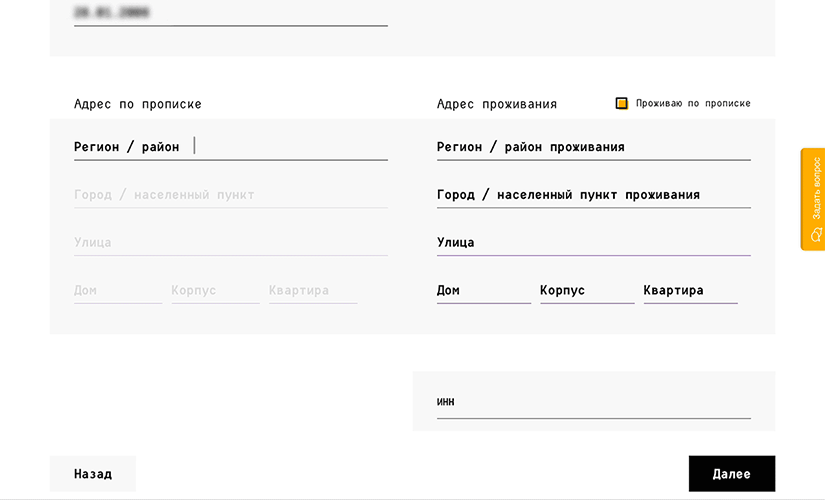 Адрес по прописке
Адрес проживания
Проживаю по прописке
Регион / район
Регион / район проживания
Город / населенный пункт
Город / населенный пункт проживания
Улица
Улица
Дом Корпус Квартира
Дом Корпус Квартира
ИНН
Назад
Далее
Задать вопрос